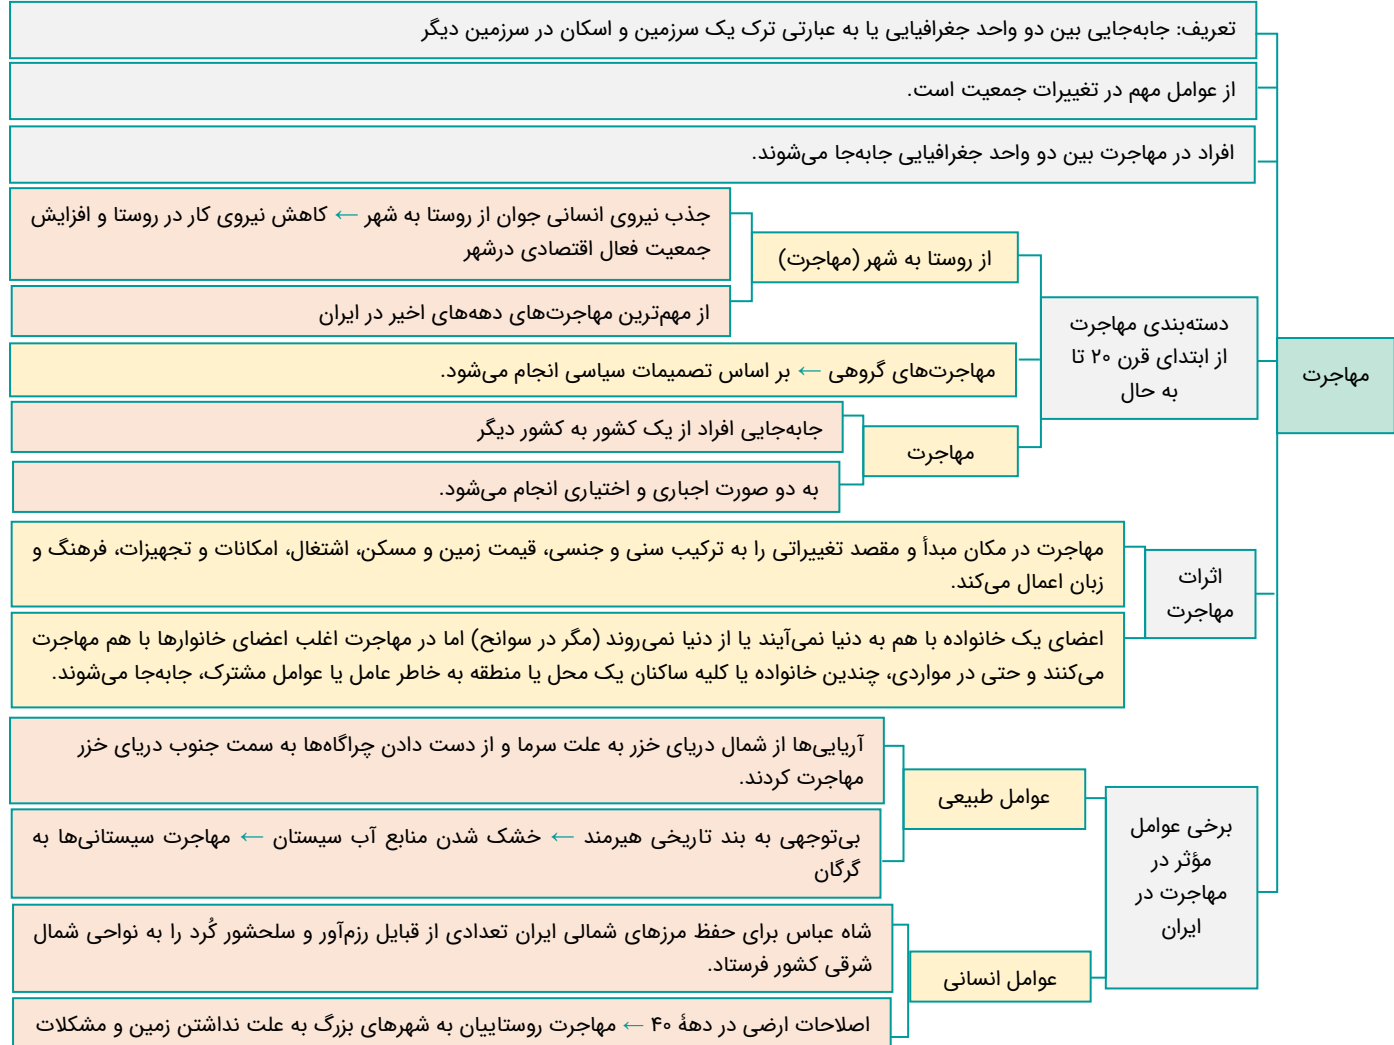 تعریف: جابه‌جایی بین دو واحد جغرافیایی یا به عبارتی ترک یک سرزمین و اسکان در سرزمین دیگر
از عوامل مهم در تغییرات جمعیت است.
افراد در مهاجرت بین دو واحد جغرافیایی جابه‌جا می‌شوند.
جذب نیروی انسانی جوان از روستا به شهر ← کاهش نیروی کار در روستا و افزایش
جمعیت فعال اقتصادی درشهر
از روستا به شهر (مهاجرت)
از مهم‌ترین مهاجرت‌های دهه‌های اخیر در ایران
دسته‌بندی مهاجرت
از ابتدای قرن ۲۰ تا
به حال
مهاجرت
مهاجرت‌های گروهی ← بر اساس تصمیمات سیاسی انجام می‌شود.
جابه‌جایی افراد از یک کشور به کشور دیگر
مهاجرت
به دو صورت اجباری و اختیاری انجام می‌شود.
مهاجرت در مکان مبدأ و مقصد تغییراتی را به ترکیب سنی و جنسی، قیمت زمین و مسکن، اشتغال، امکانات و تجهیزات، فرهنگ و
زبان اعمال می‌کند.
اثرات
مهاجرت
اعضای یک خانواده با هم به دنیا نمی‌آیند یا از دنیا نمی‌روند (مگر در سوانح) اما در مهاجرت اغلب اعضای خانوارها با هم مهاجرت
می‌کنند و حتی در مواردی، چندین خانواده یا کلیه ساکنان یک محل یا منطقه به خاطر عامل یا عوامل مشترک، جابه‌جا می‌شوند.
آریایی‌ها از شمال دریای خزر به علت سرما و از دست دادن چراگاه‌ها به سمت جنوب دریای خزر
مهاجرت کردند.
عوامل طبیعی
بی‌توجهی به بند تاریخی هیرمند ← خشک شدن منابع آب سیستان ← مهاجرت سیستانی‌ها به
گرگان
برخی عوامل
مؤثر در
مهاجرت در
ایران
شاه عباس برای حفظ مرزهای شمالی ایران تعدادی از قبایل رزم‌آور و سلحشور کُرد را به نواحی شمال
شرقی کشور فرستاد.
عوامل انسانی
اصلاحات ارضی در دههٔ ۴۰ ← مهاجرت روستاییان به شهرهای بزرگ به علت نداشتن زمین و مشکلات